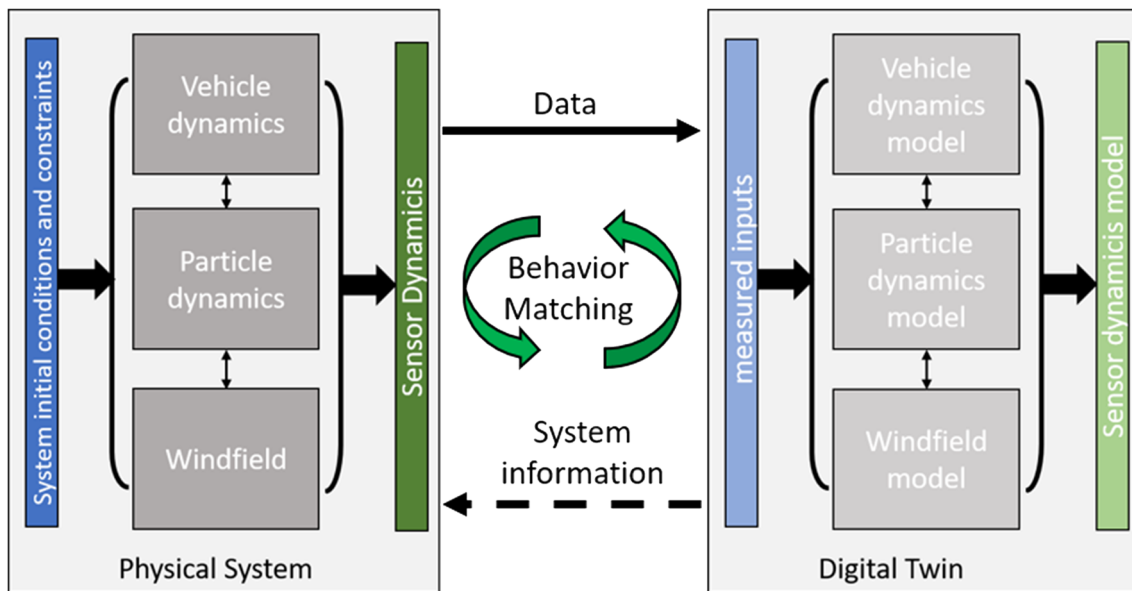 System initial conditions and constraints
Vehicle
dynamics
Particle
dynamics
Windfield
Sensor Dynamicis
Physical System
Data
Behavior
Matching
System
information
measured inputs
Vehicle
dynamics
model
Particle
dynamics
model
Windfield
model
Sensor dynamicis model
Digital Twin